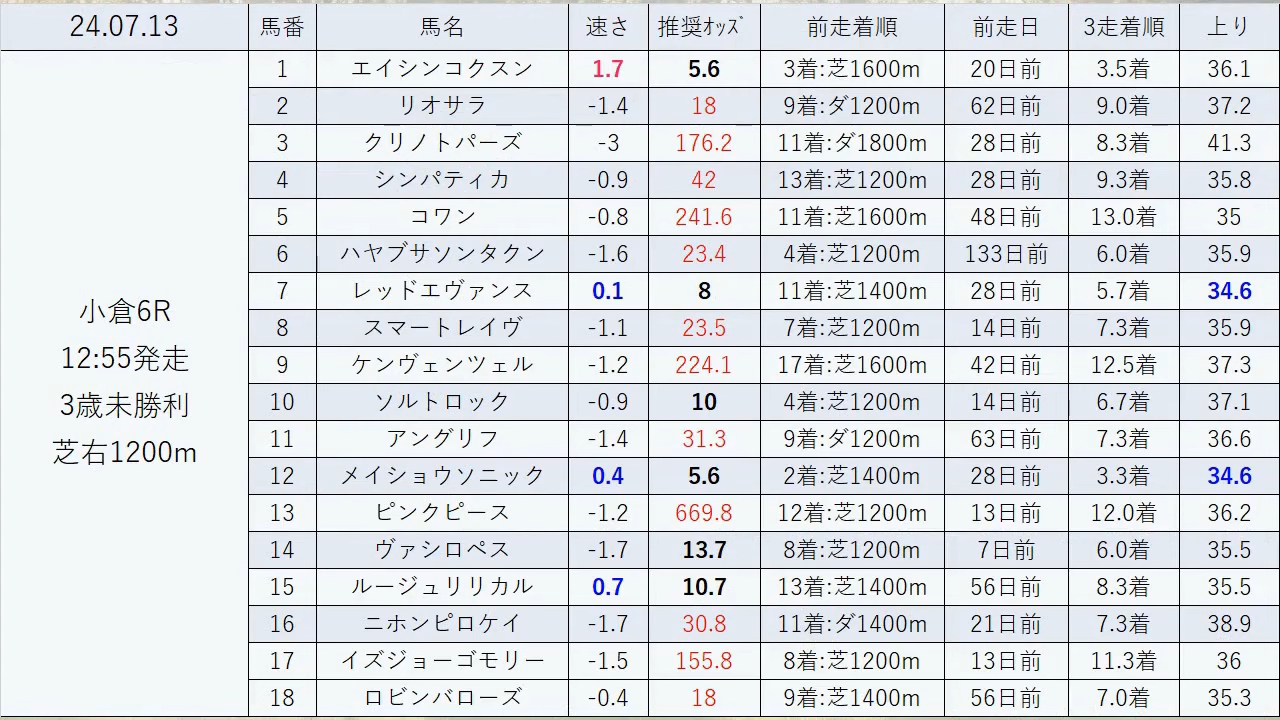 24.07.13 馬番 馬名 速さ 推奨ｵｯｽﾞ 前走着順 前走日 3走着順 上り
1 エイシンコクスン 1.7 5.6 3着:芝1600m 20日前 3.5着 36.1
2 リオサラ -1.4 18 9着:ダ1200m 62日前 9.0着 37.2
3 クリノトパーズ -3 176.2 11着:ダ1800m 28日前 8.3着 41.3
4 シンパティカ -0.9 42 13着:芝1200m 28日前 9.3着 35.8
5 コワン -0.8 241.6 11着:芝1600m 48日前 13.0着 35
6 ハヤブサソンタクン -1.6 23.4 4着:芝1200m 133日前 6.0着 35.9
7 レッドエヴァンス 0.1 8 11着:芝1400m 28日前 5.7着 34.6
小倉6R
12:55発走
3歳未勝利
芝右1200m
8 スマートレイヴ -1.1 23.5 7着:芝1200m 14日前 7.3着 35.9
9 ケンヴェンツェル -1.2 224.1 17着:芝1600m 42日前 12.5着 37.3
10 ソルトロック -0.9 10 4着:芝1200m 14日前 6.7着 37.1
11 アングリフ -1.4 31.3 9着:ダ1200m 63日前 7.3着 36.6
12 メイショウソニック 0.4 5.6 2着:芝1400m 28日前 3.3着 34.6
13 ピンクピース -1.2 669.8 12着:芝1200m 13日前 12.0着 36.2
14 ヴァシロペス -1.7 13.7 8着:芝1200m 7日前 6.0着 35.5
15 ルージュリリカル 0.7 10.7 13着:芝1400m 56日前 8.3着 35.5
16 ニホンピロケイ -1.7 30.8 11着:ダ1400m 21日前 7.3着 38.9
17 イズジョーゴモリー -1.5 155.8 8着:芝1200m 13日前 11.3着 36
18 ロビンバローズ -0.4 18 9着:芝1400m 56日前 7.0着 35.3